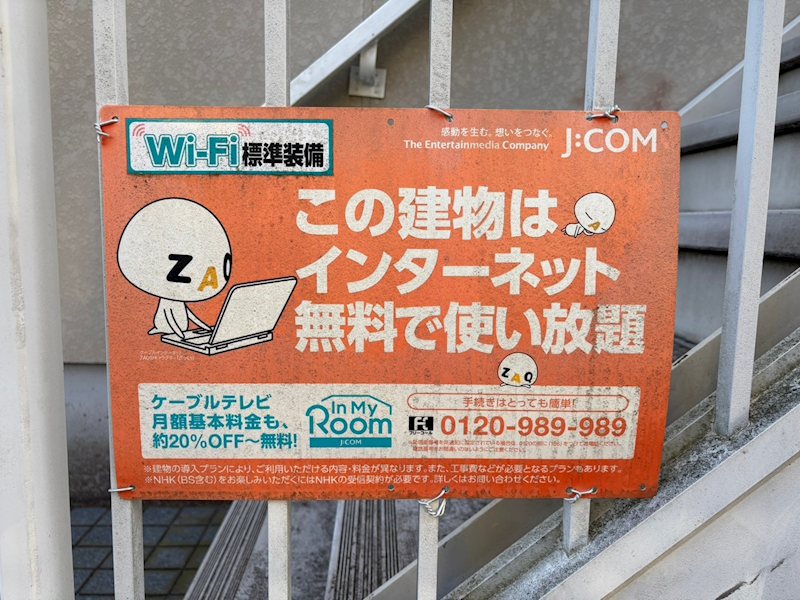 Wi-Fi 標準装備
感動を生む。想いをつなぐ。
The Entertainmedia Company
J:COM
この建物は
インターネット
無料で使い放題
ZAQ
ZAQ
ケーブルテレビ
月額基本料金も、
約20%OFF～無料!
In My
Room
J:COM
手続きはとっても簡単!
フリーコール
0120-989-989
※建物の導入プランにより、ご利用いただける内容・料金が異なります。また、工事費などが必要となるプランもあります。
※NHK(BS含む)をお楽しみいただくにはNHKの受信契約が必要です。詳しくはお問い合わせください。